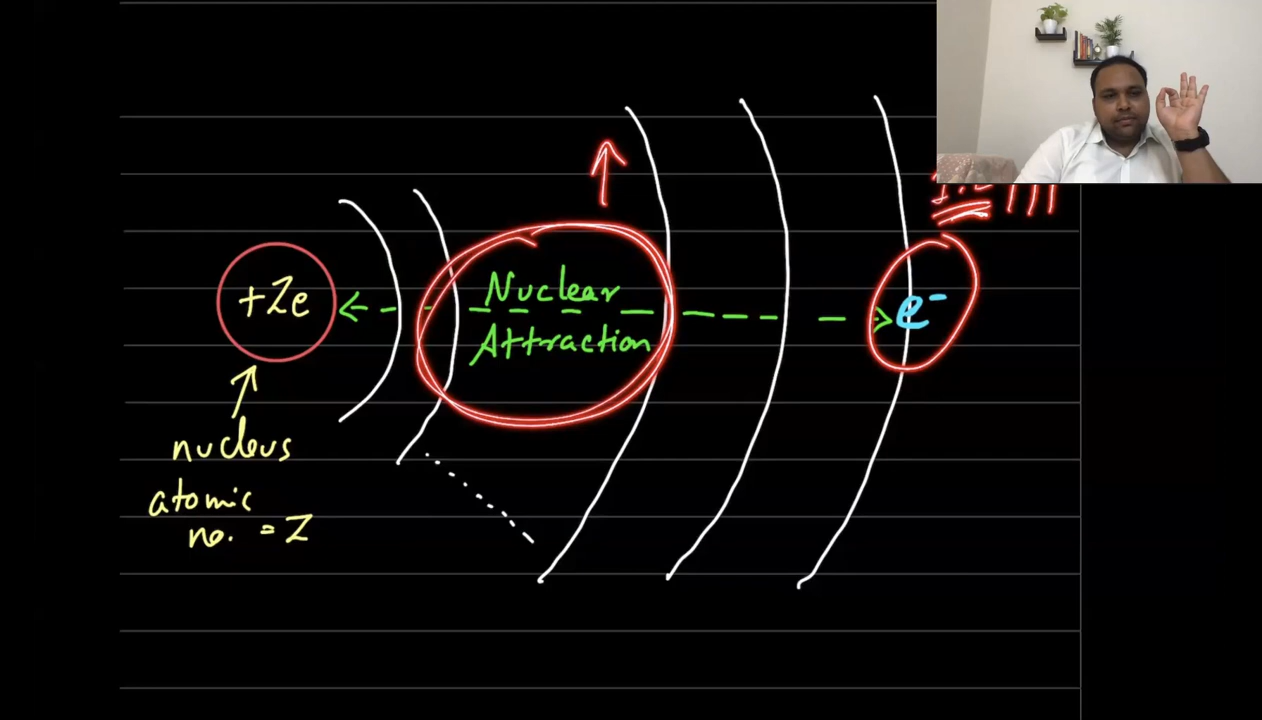 +Ze
Nuclear
Attraction
e⁻
nucleus
atomic
no. = Z